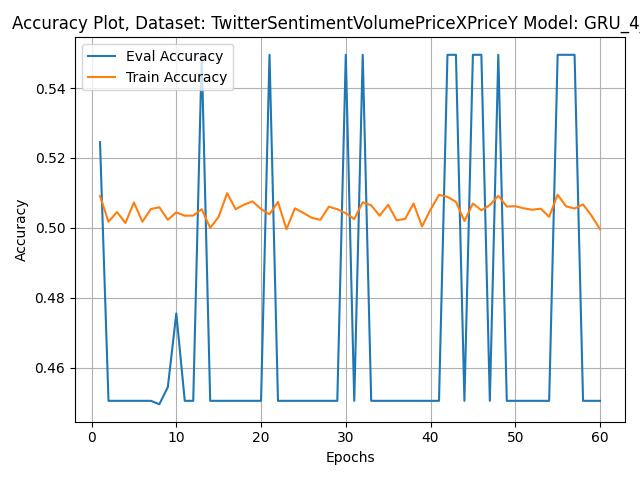 Accuracy Plot, Dataset: TwitterSentimentVolumePriceXPriceY Model: GRU_4
Eval Accuracy
Train Accuracy
0.54
0.52
0.50
0.48
0.46
Accuracy
0 10 20 30 40 50 60
Epochs